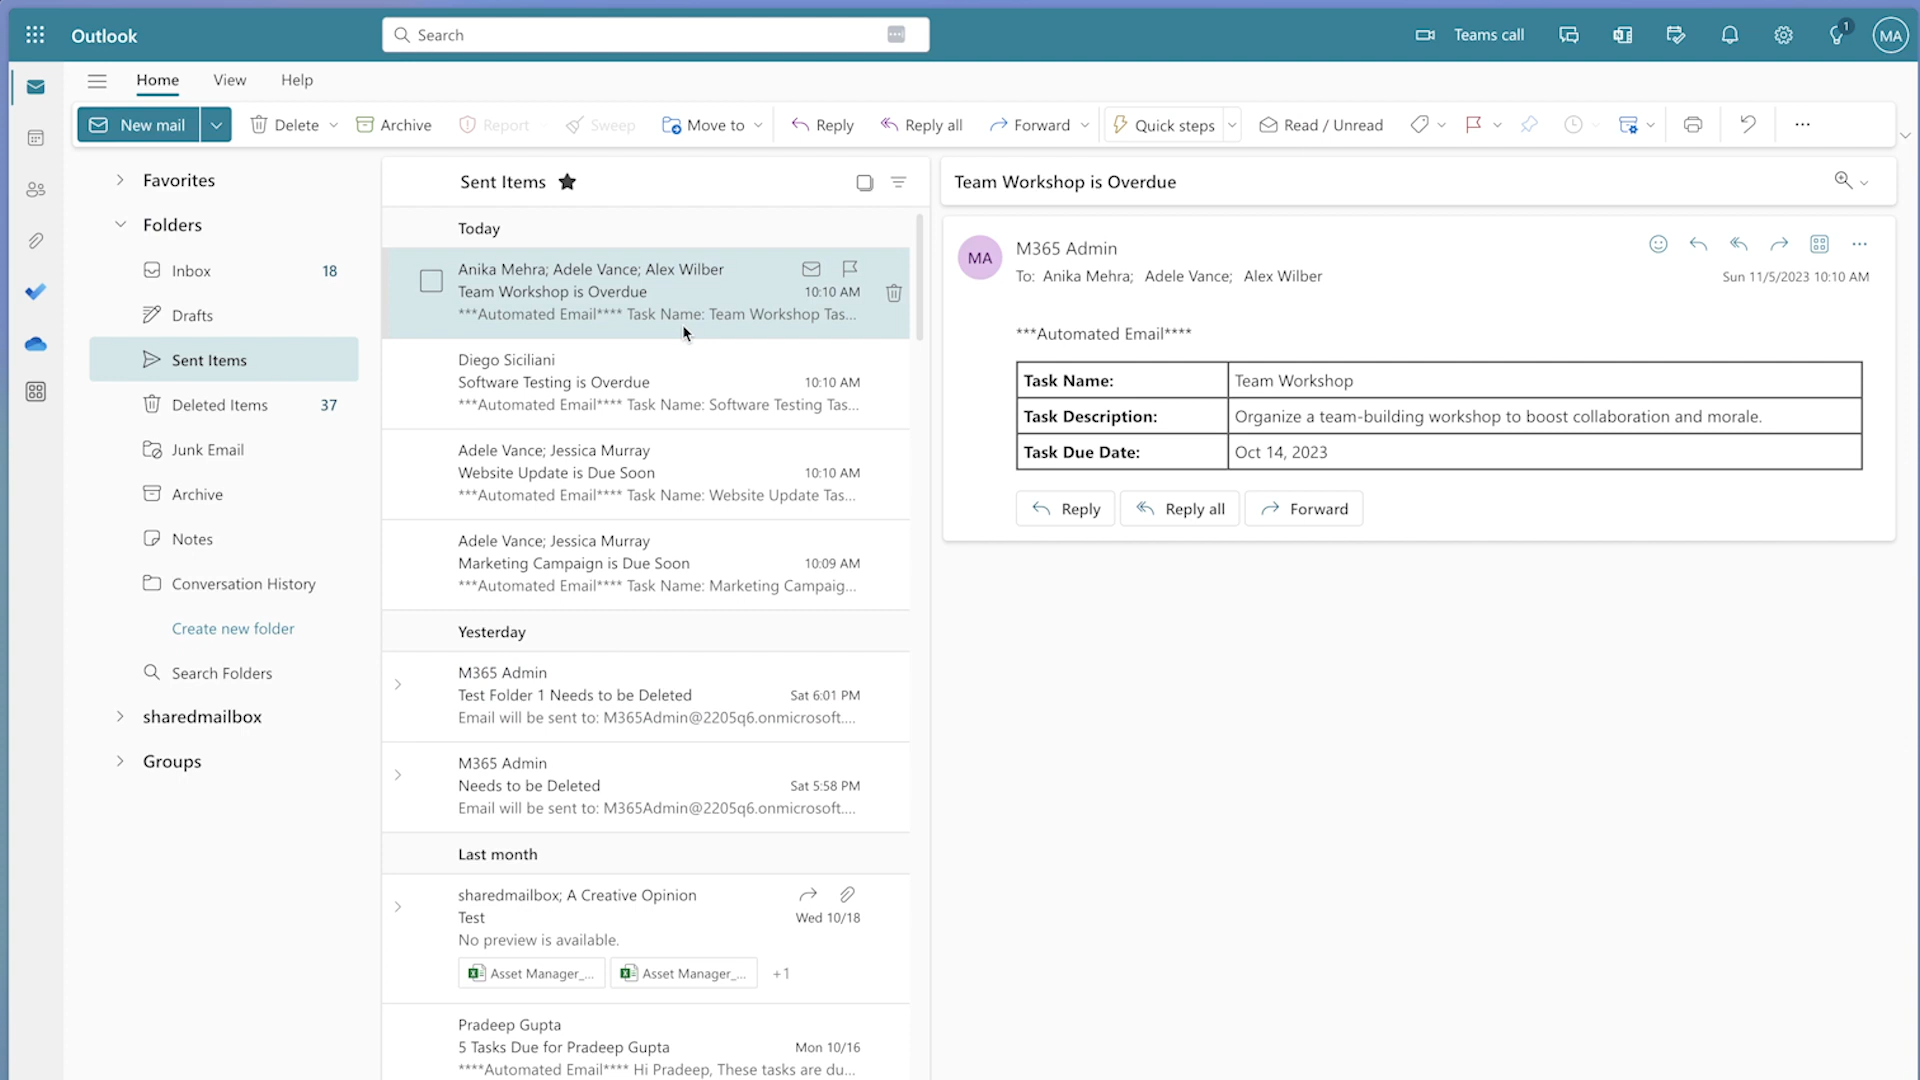 Outlook
Search
Teams call
1
MA
Home View Help
New mail Delete Archive Report Sweep Move to Reply Reply all Forward Quick steps Read / Unread
Favorites
Folders
Inbox 18
Drafts
Sent Items
Deleted Items 37
Junk Email
Archive
Notes
Conversation History
Create new folder
Search Folders
sharedmailbox
Groups
Sent Items
Today
Anika Mehra; Adele Vance; Alex Wilber
Team Workshop is Overdue 10:10 AM
***Automated Email**** Task Name: Team Workshop Tas...
Diego Siciliani
Software Testing is Overdue 10:10 AM
***Automated Email**** Task Name: Software Testing Tas...
Adele Vance; Jessica Murray
Website Update is Due Soon 10:10 AM
***Automated Email**** Task Name: Website Update Tas...
Adele Vance; Jessica Murray
Marketing Campaign is Due Soon 10:09 AM
***Automated Email**** Task Name: Marketing Campaig...
Yesterday
M365 Admin
Test Folder 1 Needs to be Deleted Sat 6:01 PM
Email will be sent to: M365Admin@2205q6.onmicrosoft....
M365 Admin
Needs to be Deleted Sat 5:58 PM
Email will be sent to: M365Admin@2205q6.onmicrosoft....
Last month
sharedmailbox; A Creative Opinion
Test Wed 10/18
No preview is available.
Asset Manager_... Asset Manager_... +1
Pradeep Gupta
5 Tasks Due for Pradeep Gupta Mon 10/16
****Automated Email**** Hi Pradeep, These tasks are du...
Team Workshop is Overdue
MA
M365 Admin
To: Anika Mehra; Adele Vance; Alex Wilber Sun 11/5/2023 10:10 AM
***Automated Email****
Task Name: Team Workshop
Task Description: Organize a team-building workshop to boost collaboration and morale.
Task Due Date: Oct 14, 2023
Reply Reply all Forward